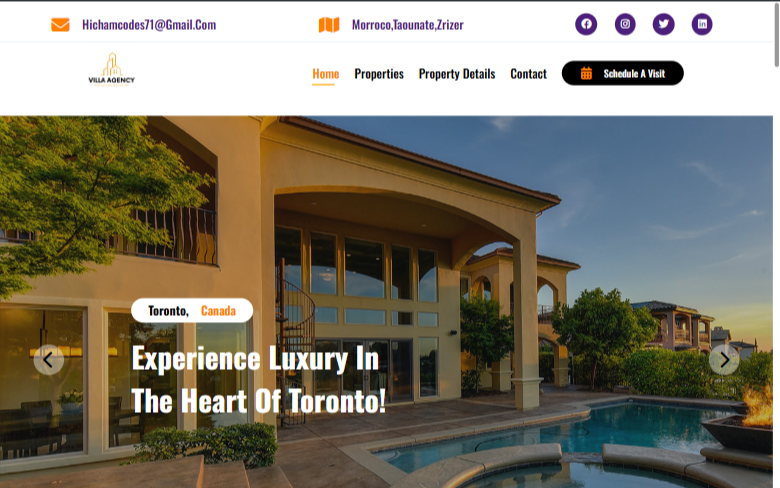 Hichamcodes71@Gmail.Com
Morroco,Taounate,Zrizer
VILLA AGENCY
Home
Properties
Property Details
Contact
Schedule A Visit
Toronto, Canada
Experience Luxury In
The Heart Of Toronto!